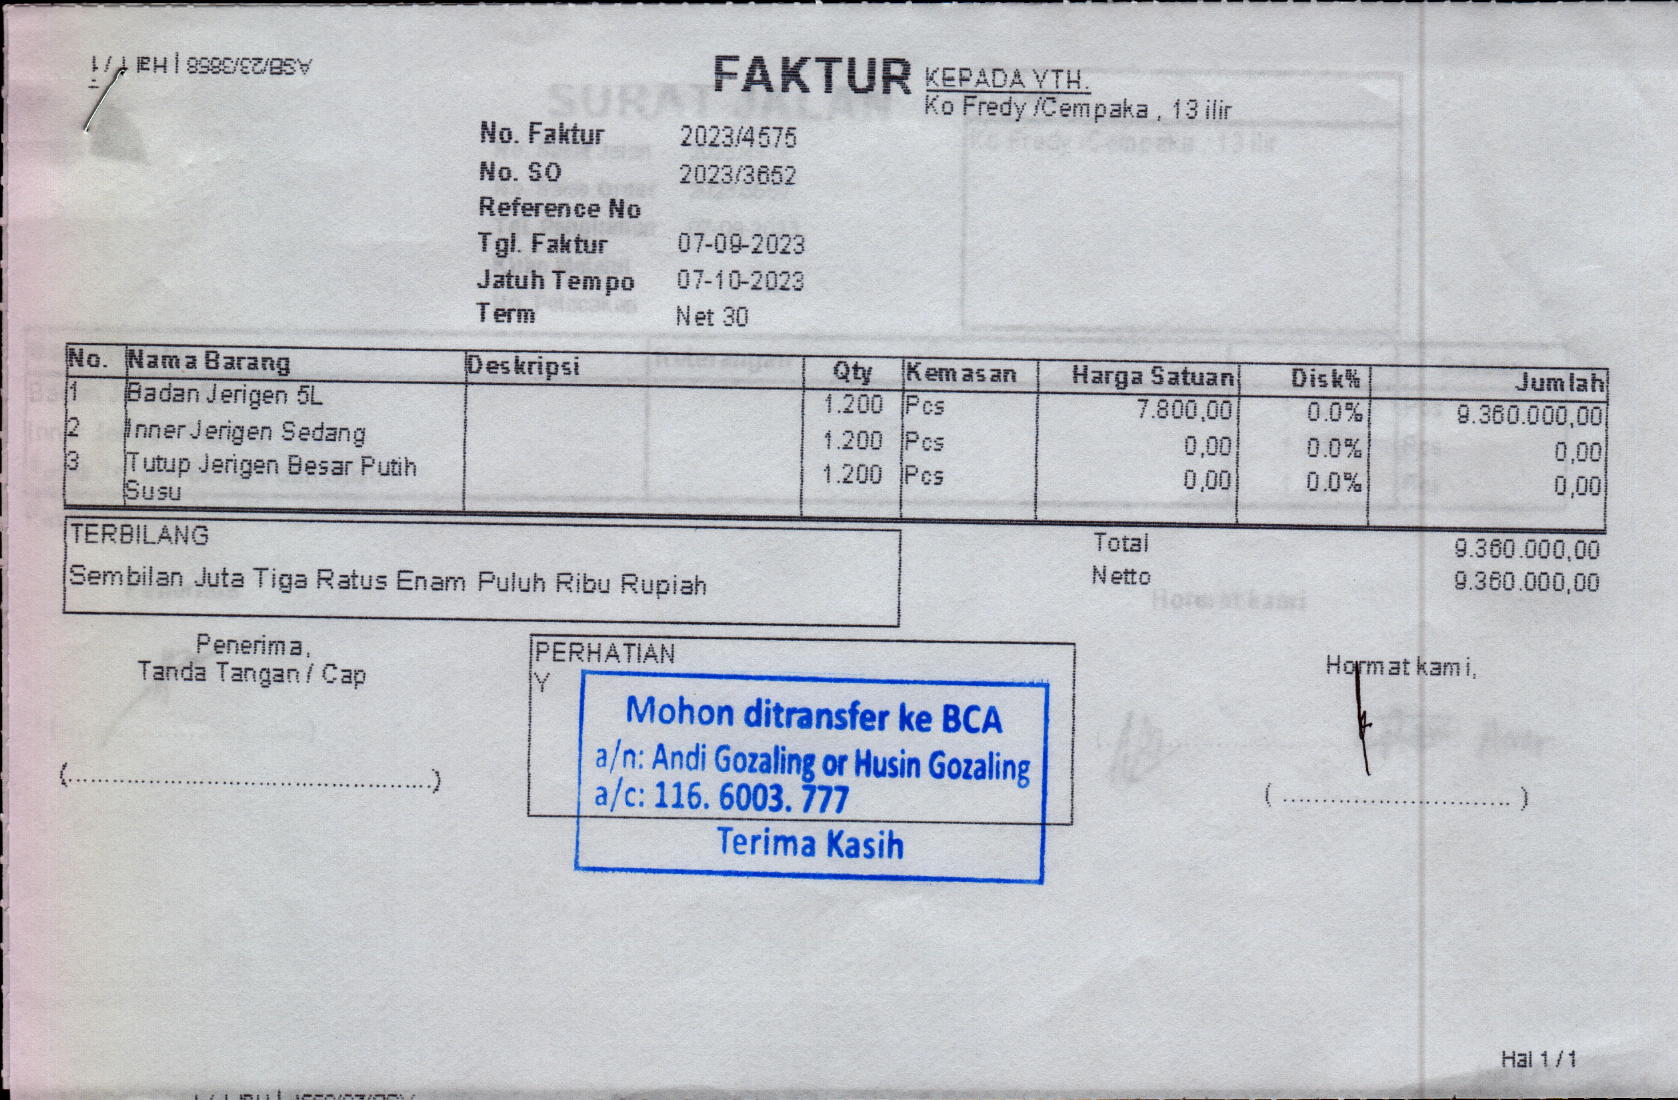 ASB/23/3858 | Hal 1 / 1
FAKTUR
KEPADA YTH.
Ko Fredy /Cempaka , 13 ilir
No. Faktur 2023/4575
No. SO 2023/3652
Reference No
Tgl. Faktur 07-09-2023
Jatuh Tempo 07-10-2023
Term Net 30
No. Nama Barang Deskripsi Qty Kemasan Harga Satuan Disk% Jumlah
1 Badan Jerigen 5L 1.200 Pcs 7.800,00 0.0% 9.360.000,00
2 Inner Jerigen Sedang 1.200 Pcs 0,00 0.0% 0,00
3 Tutup Jerigen Besar Putih 1.200 Pcs 0,00 0.0% 0,00
Susu
TERBILANG
Sembilan Juta Tiga Ratus Enam Puluh Ribu Rupiah
Total 9.360.000,00
Netto 9.360.000,00
Penerima,
Tanda Tangan / Cap
(......................................)
PERHATIAN
Y
Mohon ditransfer ke BCA
a/n: Andi Gozaling or Husin Gozaling
a/c: 116. 6003. 777
Terima Kasih
Hormat kami,
( ............................ )
Hal 1 / 1